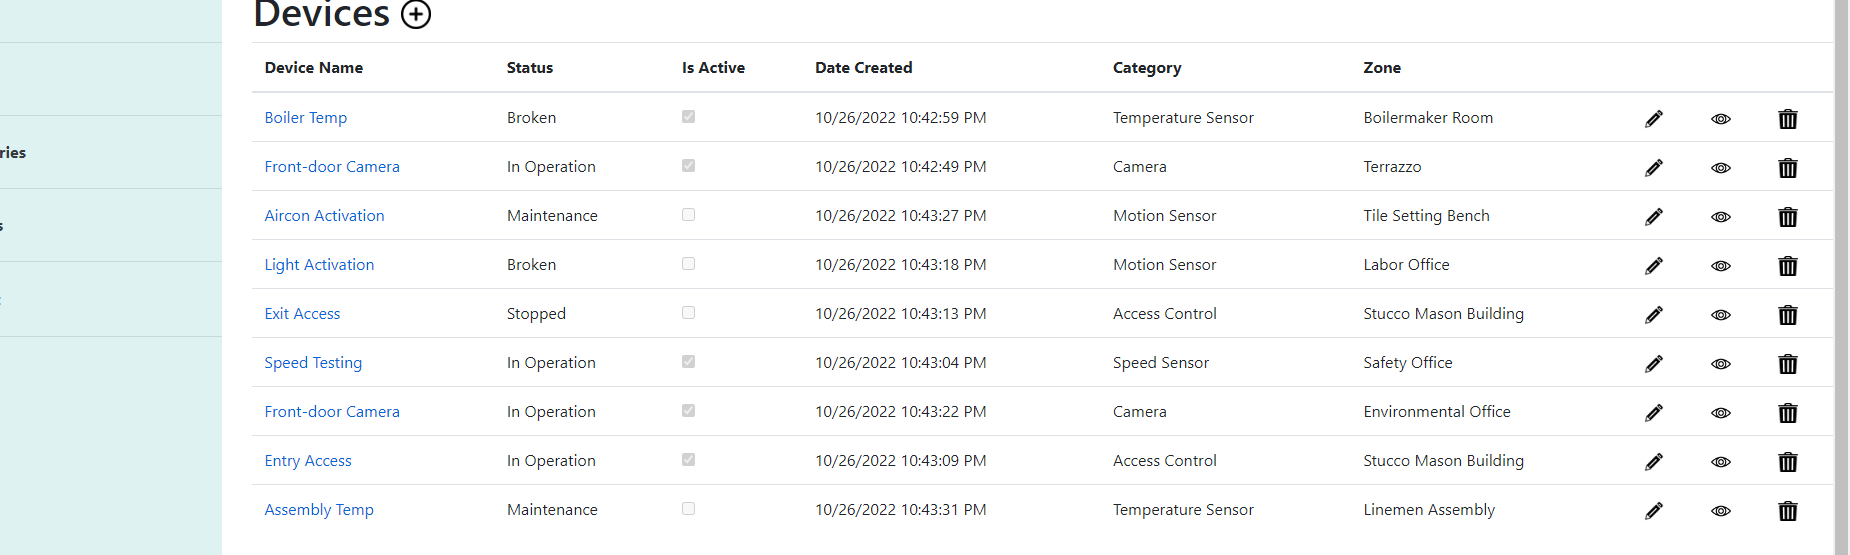 Devices
Device Name Status Is Active Date Created Category Zone
Boiler Temp Broken 10/26/2022 10:42:59 PM Temperature Sensor Boilermaker Room
ries
Front-door Camera In Operation 10/26/2022 10:42:49 PM Camera Terrazzo
Aircon Activation Maintenance 10/26/2022 10:43:27 PM Motion Sensor Tile Setting Bench
s
Light Activation Broken 10/26/2022 10:43:18 PM Motion Sensor Labor Office
Exit Access Stopped 10/26/2022 10:43:13 PM Access Control Stucco Mason Building
Speed Testing In Operation 10/26/2022 10:43:04 PM Speed Sensor Safety Office
Front-door Camera In Operation 10/26/2022 10:43:22 PM Camera Environmental Office
Entry Access In Operation 10/26/2022 10:43:09 PM Access Control Stucco Mason Building
Assembly Temp Maintenance 10/26/2022 10:43:31 PM Temperature Sensor Linemen Assembly